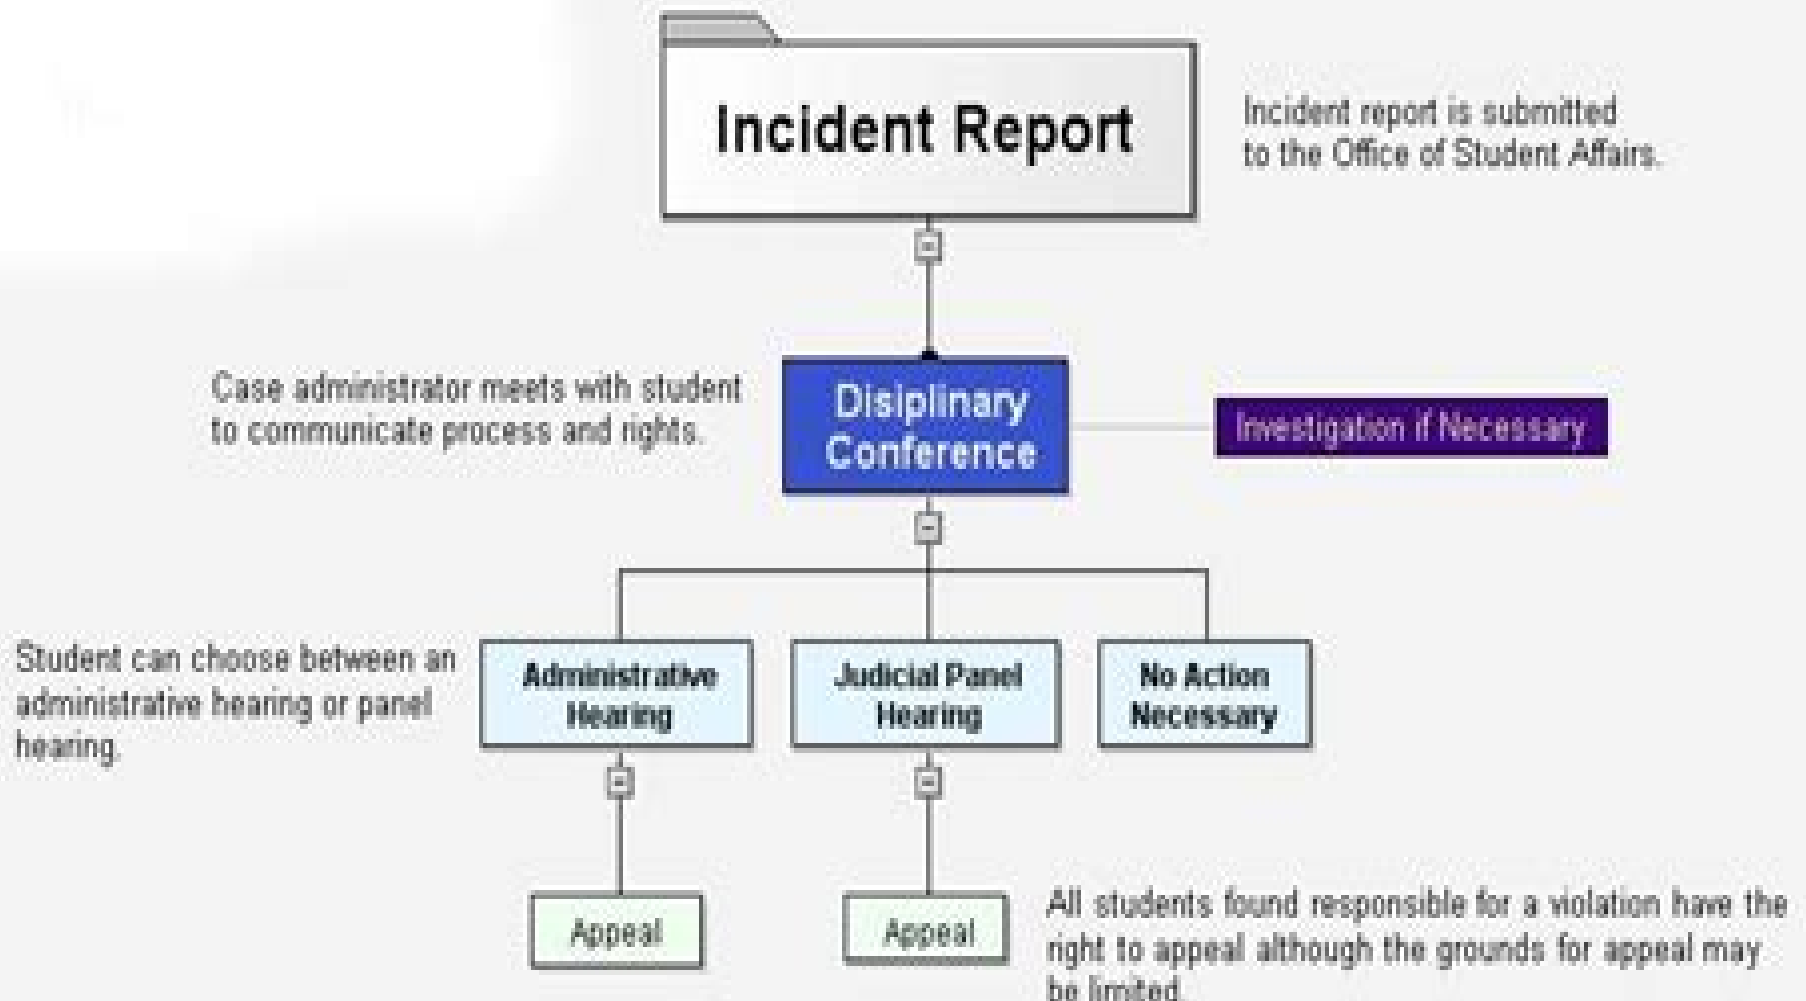 Incident Report
Incident report is submitted
to the Office of Student Affairs.
Case administrator meets with student
to communicate process and rights.
Disiplinary
Conference
Investigation if Necessary
Student can choose between an
administrative hearing or panel
hearing.
Administrative
Hearing
Judicial Panel
Hearing
No Action
Necessary
Appeal
Appeal
All students found responsible for a violation have the
right to appeal although the grounds for appeal may
be limited.